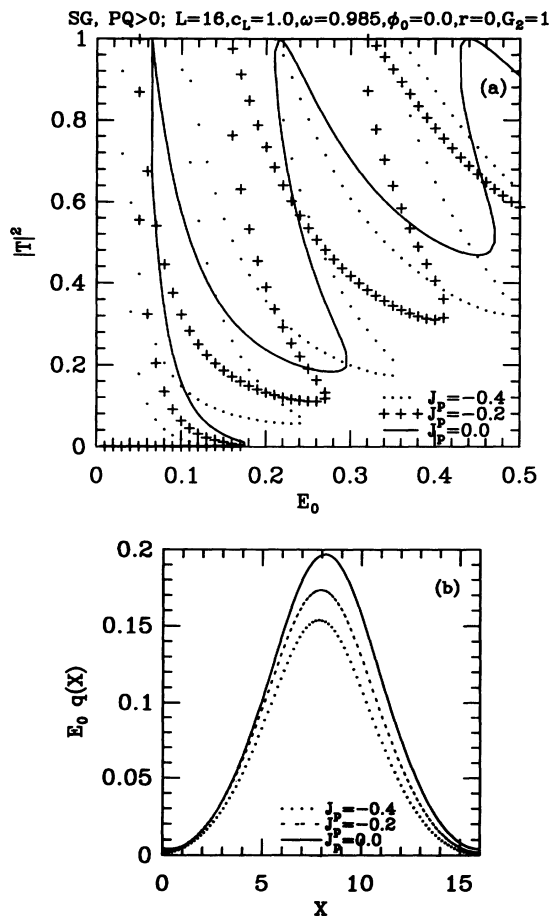 SG, PQ>0; L=16,c_L=1.0,ω=0.985,ϕ_0=0.0,r=0,G_2=1
1
0.8
0.6
0.4
0.2
0
|T|^2
(a)
J_p=-0.4
+++ J_p=-0.2
J_p=0.0
0 0.1 0.2 0.3 0.4 0.5
E_0
0.2
0.15
0.1
0.05
0
E_0 q(X)
(b)
J_p=-0.4
J_p=-0.2
J_p=0.0
0 5 10 15
X